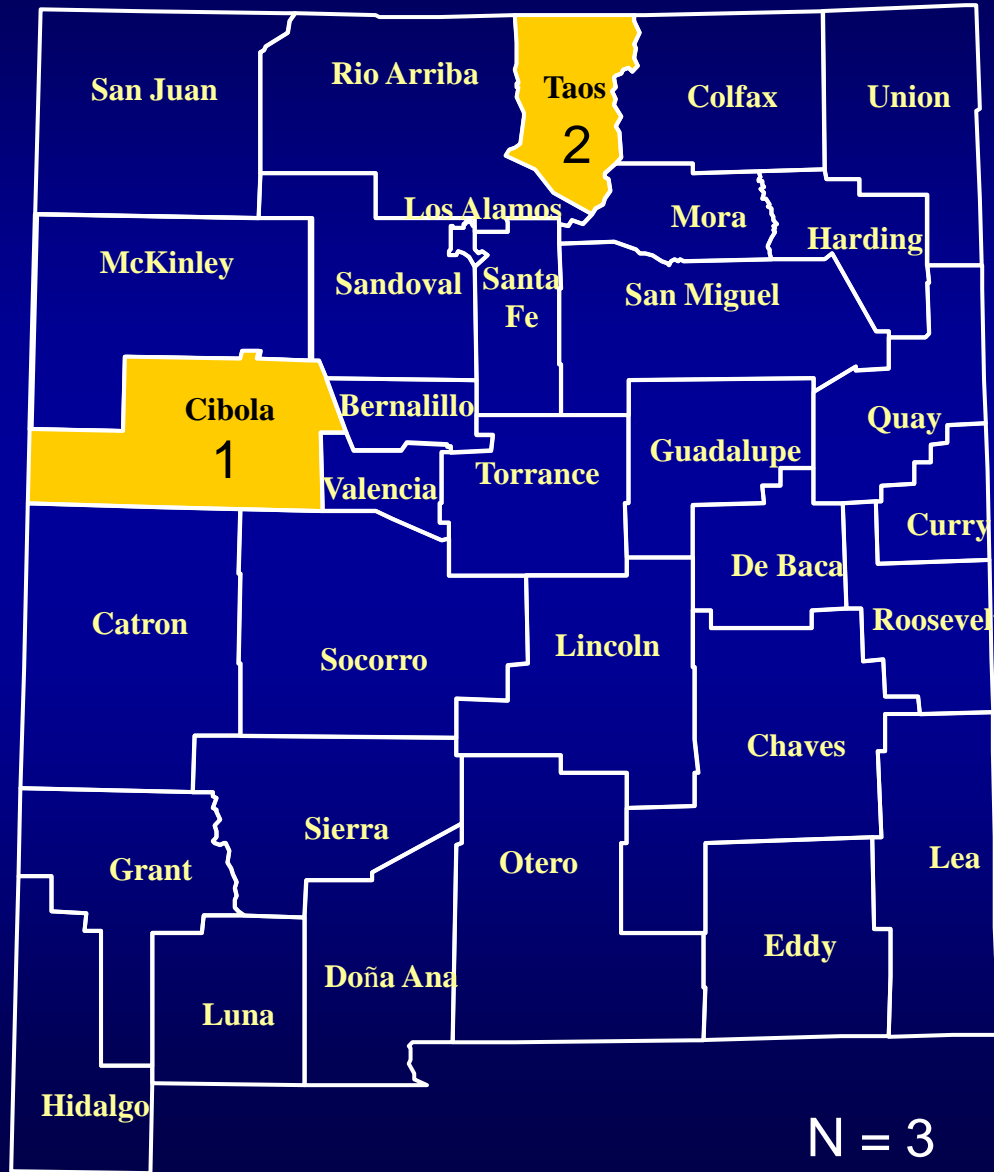 San Juan
Rio Arriba
Taos
2
Colfax
Union
Los Alamos
Mora
Harding
McKinley
Sandoval
Santa
Fe
San Miguel
Cibola
1
Bernalillo
Quay
Guadalupe
Torrance
Valencia
Curry
De Baca
Catron
Roosevel
Socorro
Lincoln
Chaves
Sierra
Grant
Otero
Lea
Eddy
Doña Ana
Luna
Hidalgo
N = 3